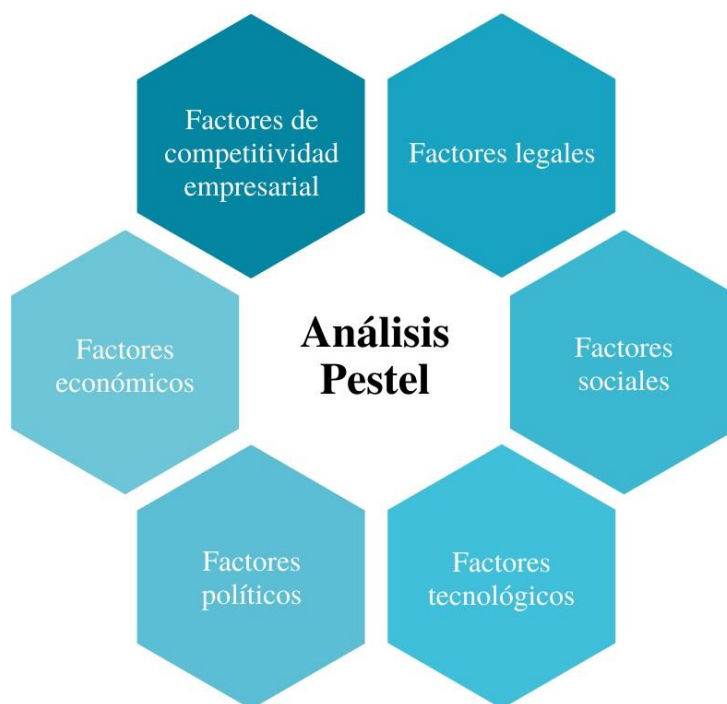 Factores de
competitividad
empresarial
Factores legales
Factores
económicos
Análisis
Pestel
Factores
sociales
Factores
políticos
Factores
tecnológicos